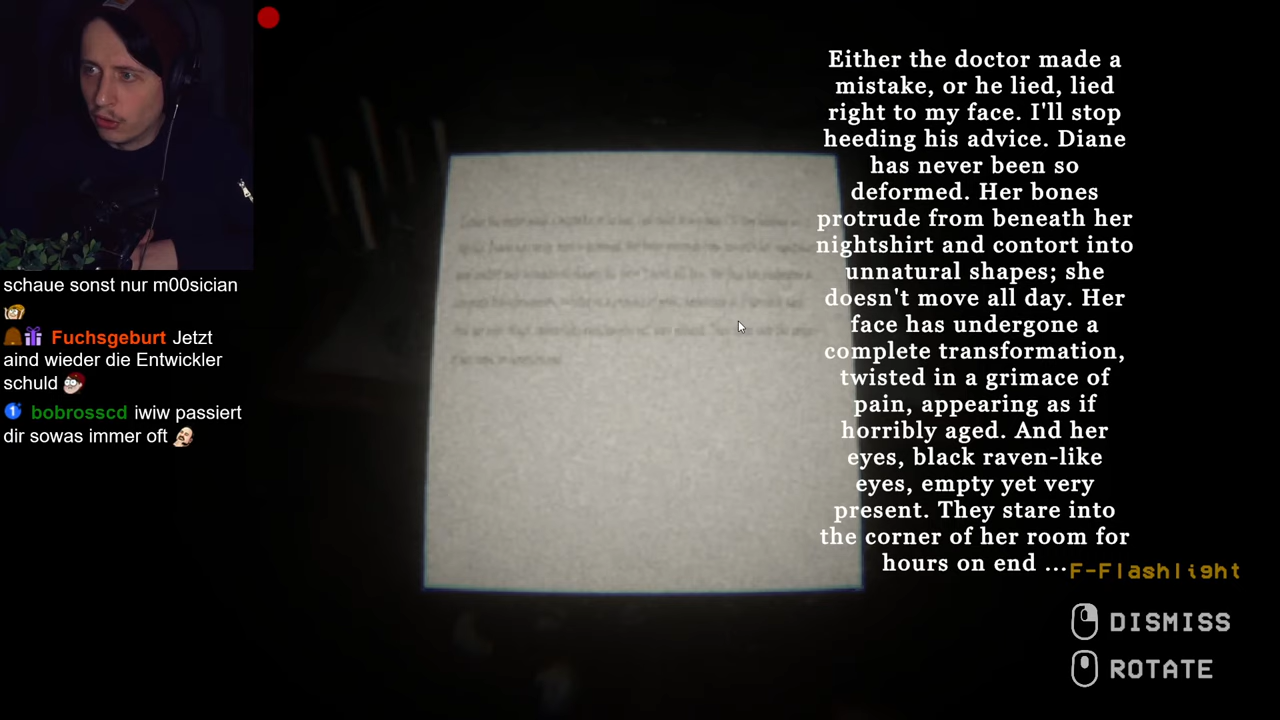 schaue sonst nur m00sician
Fuchsgeburt Jetzt
aind wieder die Entwickler
schuld
1 bobrosscd iwiw passiert
dir sowas immer oft
Either the doctor made a
mistake, or he lied, lied
right to my face. I'll stop
heeding his advice. Diane
has never been so
deformed. Her bones
protrude from beneath her
nightshirt and contort into
unnatural shapes; she
doesn't move all day. Her
face has undergone a
complete transformation,
twisted in a grimace of
pain, appearing as if
horribly aged. And her
eyes, black raven-like
eyes, empty yet very
present. They stare into
the corner of her room for
hours on end ...
F-Flashlight
DISMISS
ROTATE